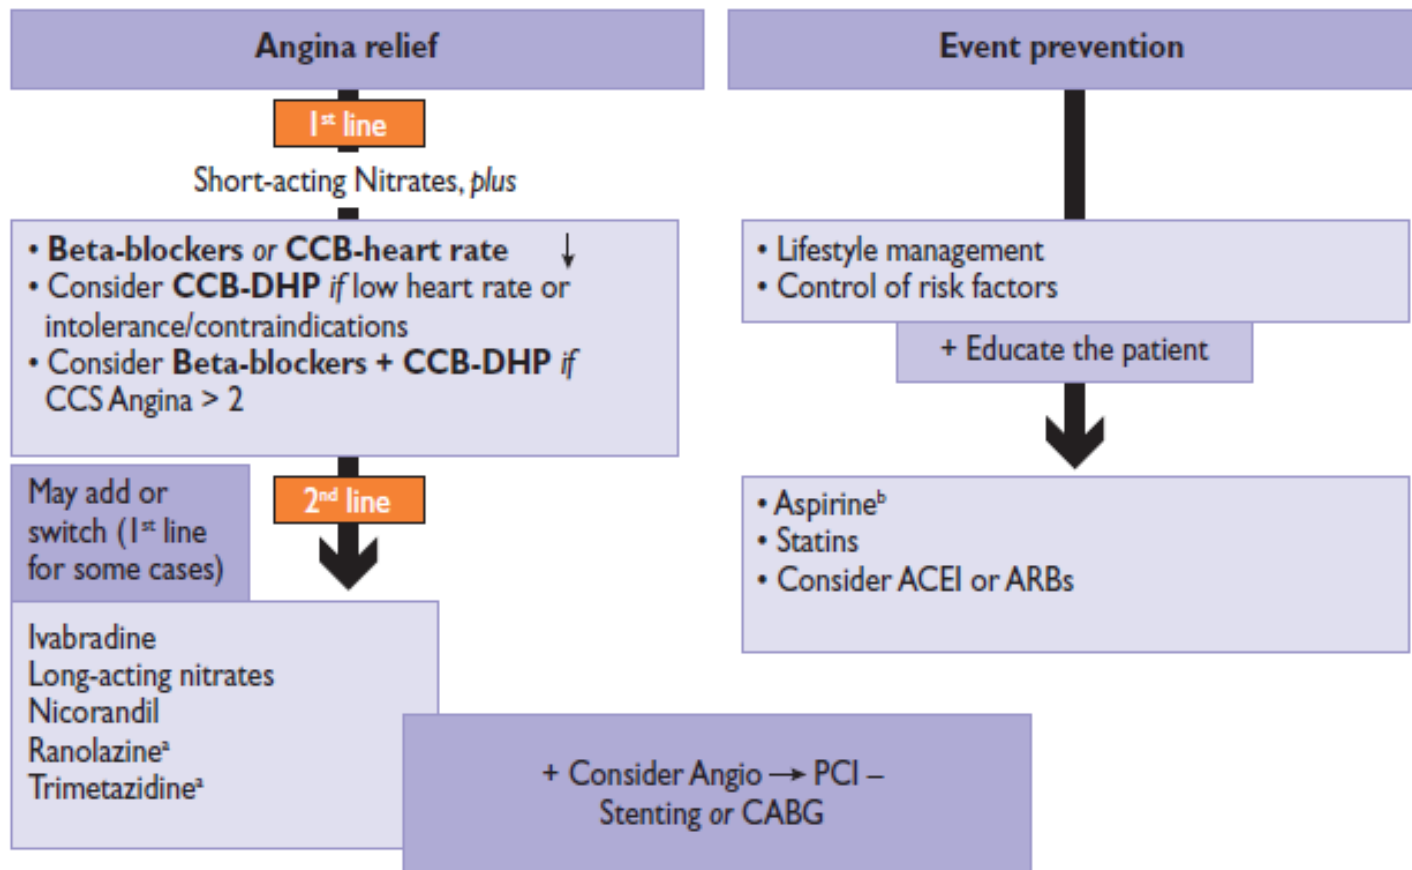 Angina relief
1st line
Short-acting Nitrates, plus
• Beta-blockers or CCB-heart rate ↓
• Consider CCB-DHP if low heart rate or
intolerance/contraindications
• Consider Beta-blockers + CCB-DHP if
CCS Angina > 2
May add or
switch (1st line
for some cases)
2nd line
Ivabradine
Long-acting nitrates
Nicorandil
Ranolazineᵃ
Trimetazidineᵃ
Event prevention
• Lifestyle management
• Control of risk factors
+ Educate the patient
• Aspirineᵇ
• Statins
• Consider ACEI or ARBs
+ Consider Angio → PCI –
Stenting or CABG